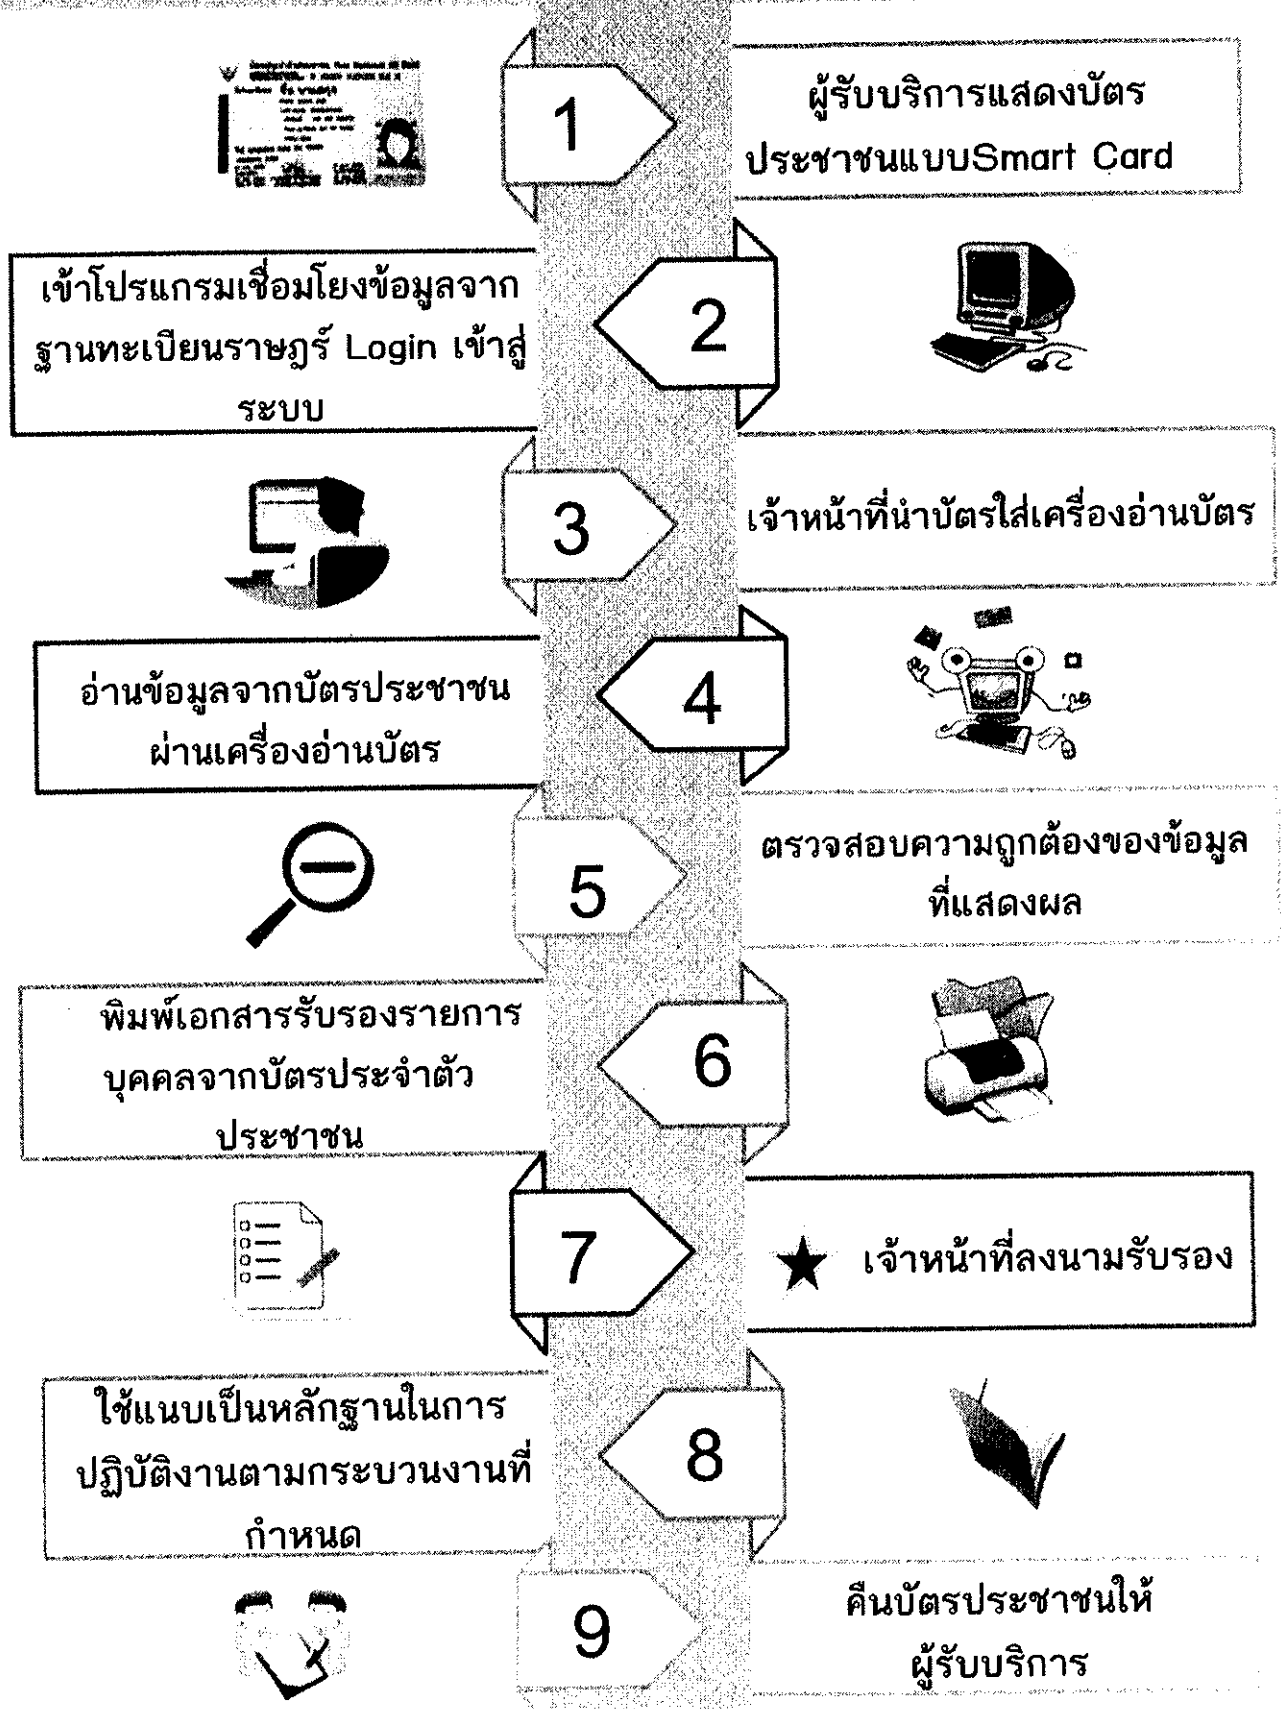 1
ผู้รับบริการแสดงบัตร
ประชาชนแบบSmart Card
2
เข้าโปรแกรมเชื่อมโยงข้อมูลจาก
ฐานทะเบียนราษฎร์ Login เข้าสู่
ระบบ
3
เจ้าหน้าที่นำบัตรใส่เครื่องอ่านบัตร
4
อ่านข้อมูลจากบัตรประชาชน
ผ่านเครื่องอ่านบัตร
5
ตรวจสอบความถูกต้องของข้อมูล
ที่แสดงผล
6
พิมพ์เอกสารรับรองรายการ
บุคคลจากบัตรประจำตัว
ประชาชน
7
★ เจ้าหน้าที่ลงนามรับรอง
8
ใช้แนบเป็นหลักฐานในการ
ปฏิบัติงานตามกระบวนงานที่
กำหนด
9
คืนบัตรประชาชนให้
ผู้รับบริการ